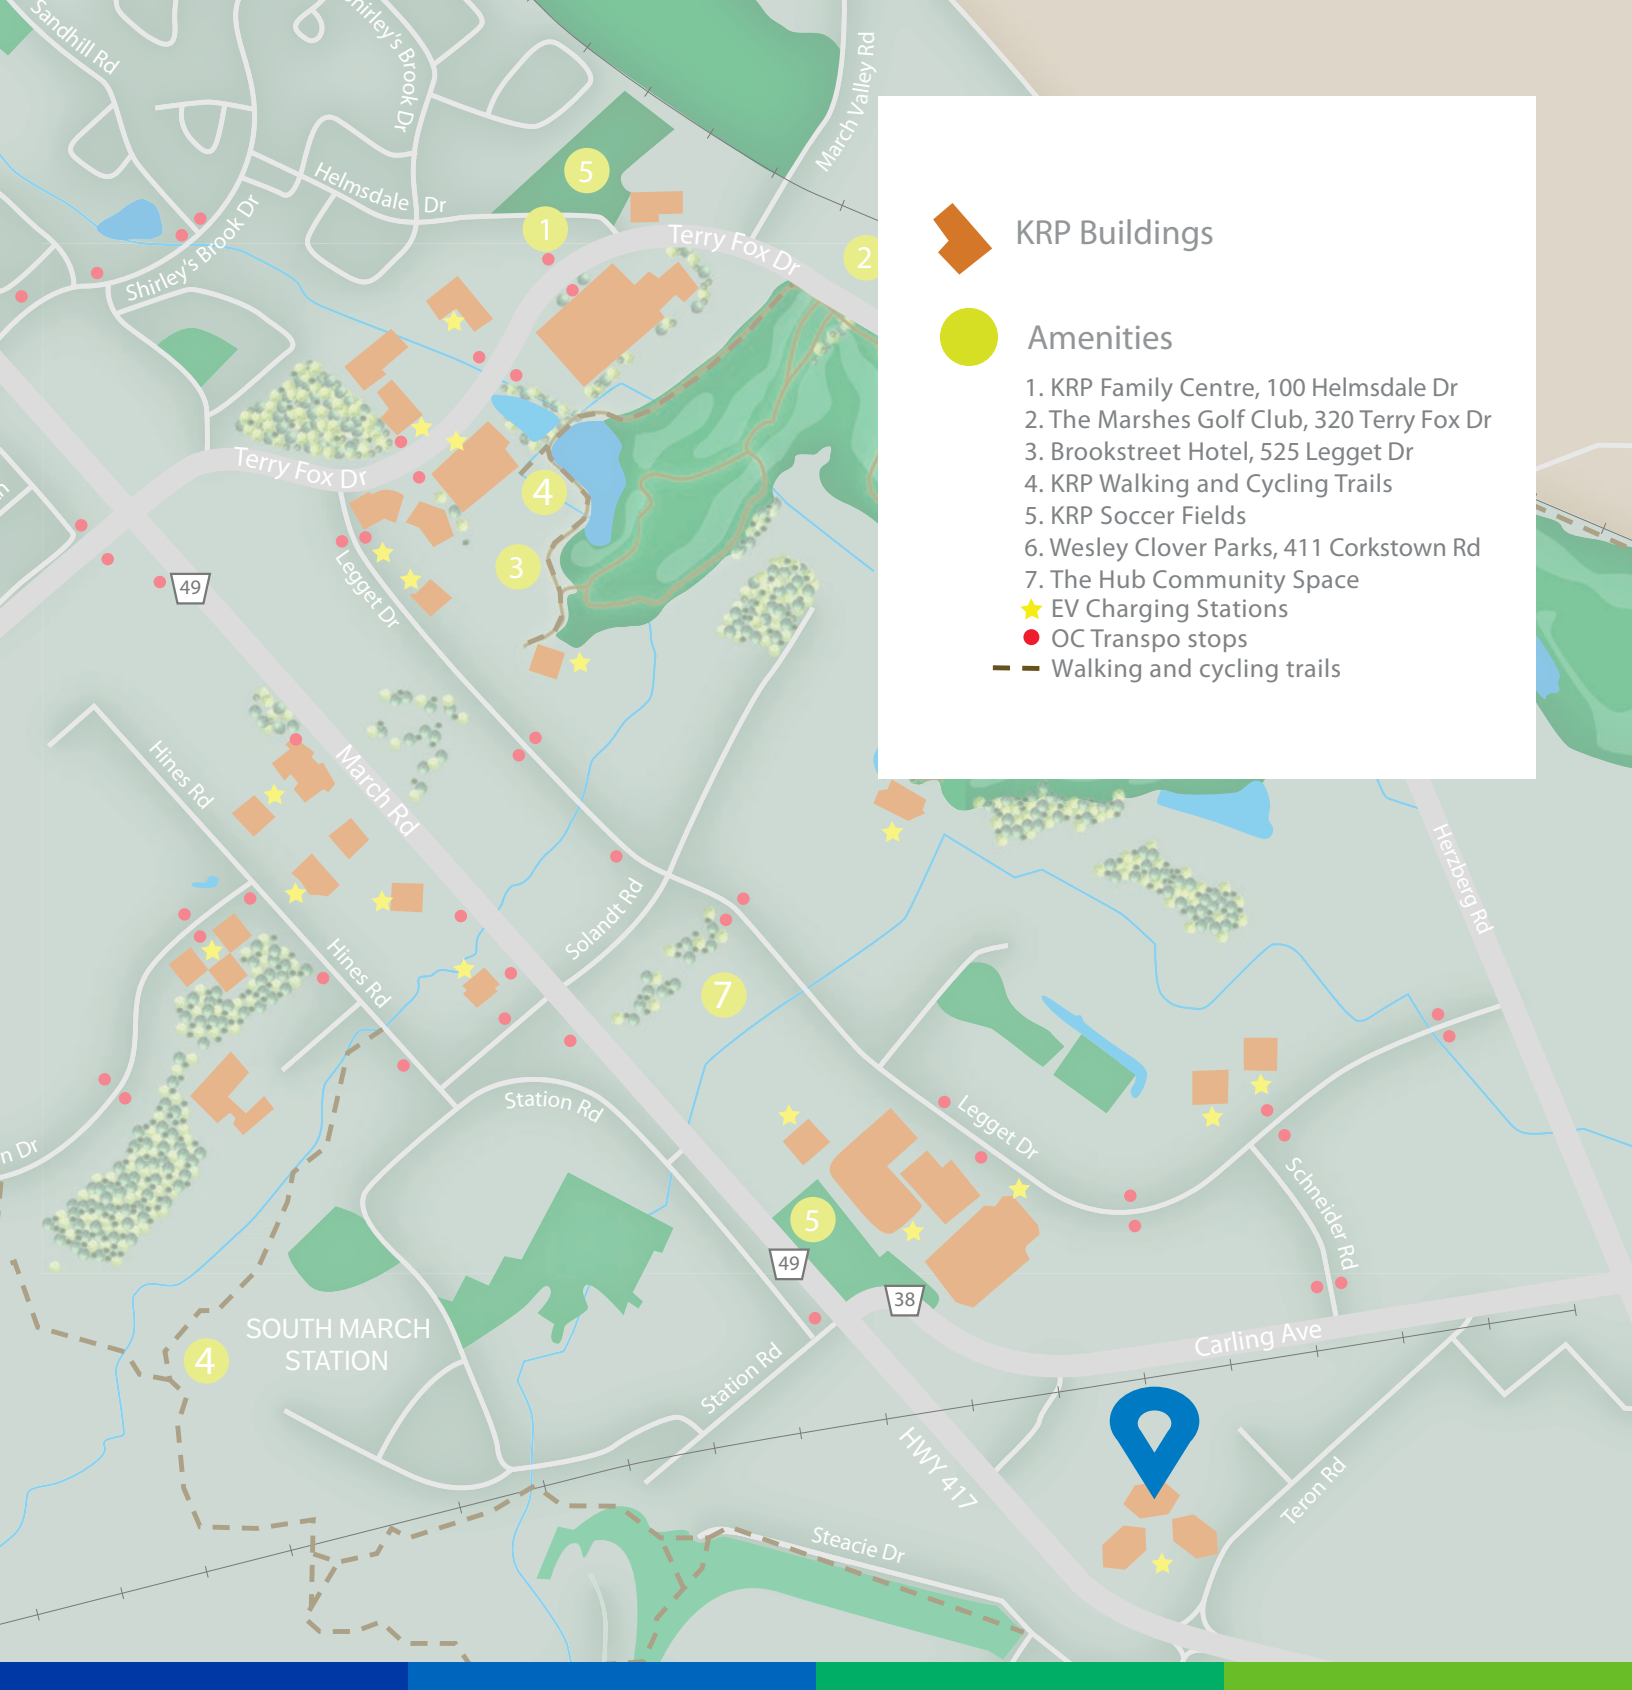 Sandhill Rd
Shirley's Brook Dr
March Valley Rd
Helmsdale Dr
5
1
Terry Fox Dr
2
Shirley's Brook Dr
KRP Buildings
Amenities
1. KRP Family Centre, 100 Helmsdale Dr
2. The Marshes Golf Club, 320 Terry Fox Dr
3. Brookstreet Hotel, 525 Legget Dr
4. KRP Walking and Cycling Trails
5. KRP Soccer Fields
6. Wesley Clover Parks, 411 Corkstown Rd
7. The Hub Community Space
EV Charging Stations
OC Transpo stops
Walking and cycling trails
Terry Fox Dr
4
3
49
Legget Dr
Hines Rd
March Rd
Herzberg Rd
Solandt Rd
Hines Rd
7
Station Rd
Legget Dr
n Dr
Schneider Rd
5
49
38
SOUTH MARCH
STATION
4
Carling Ave
Station Rd
HWY 417
Teron Rd
Steacie Dr